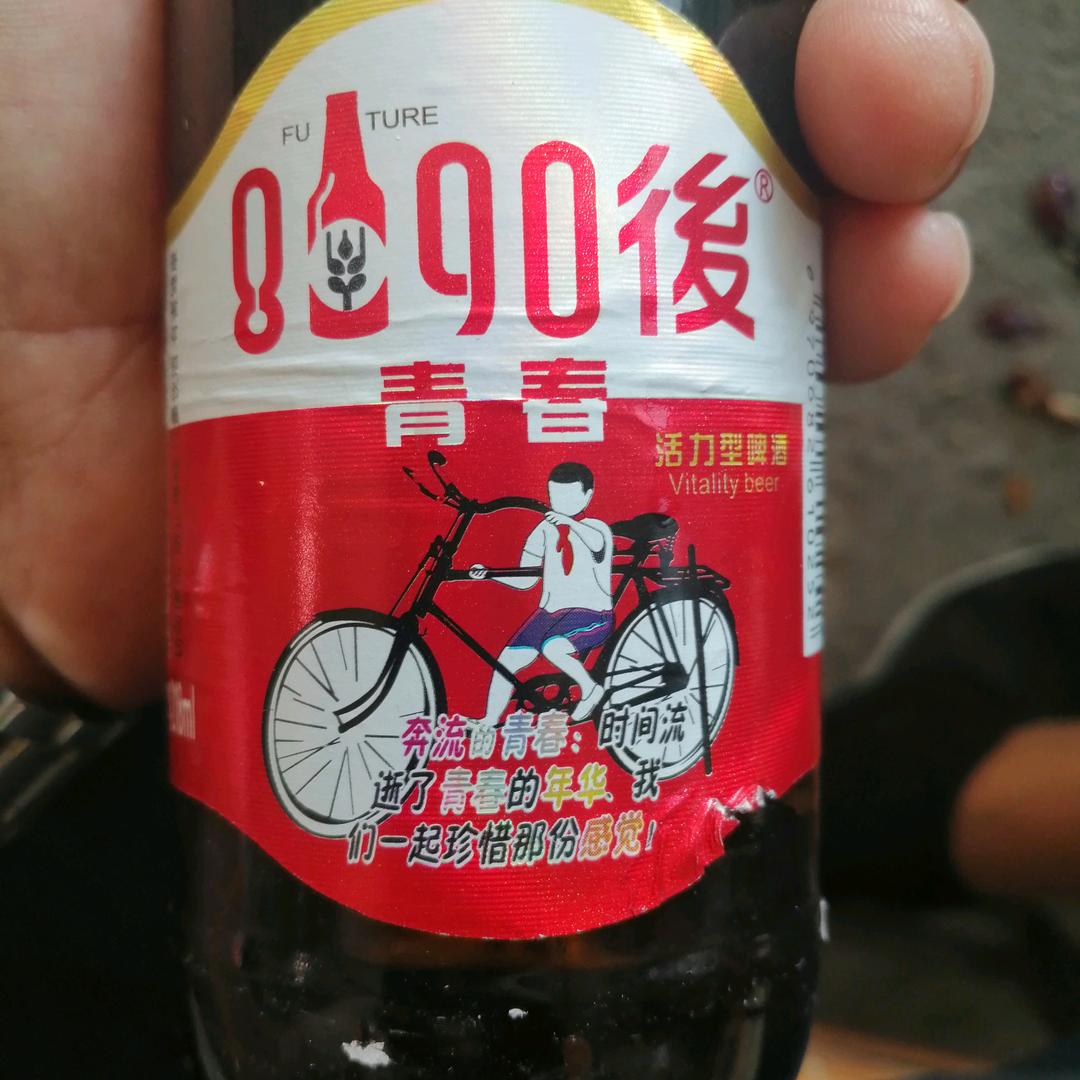 FU TURE
8090後®
青春
活力型啤酒
Vitality beer
奔流的青春：时间流
逝了青春的年华、我
们一起珍惜那份感觉！